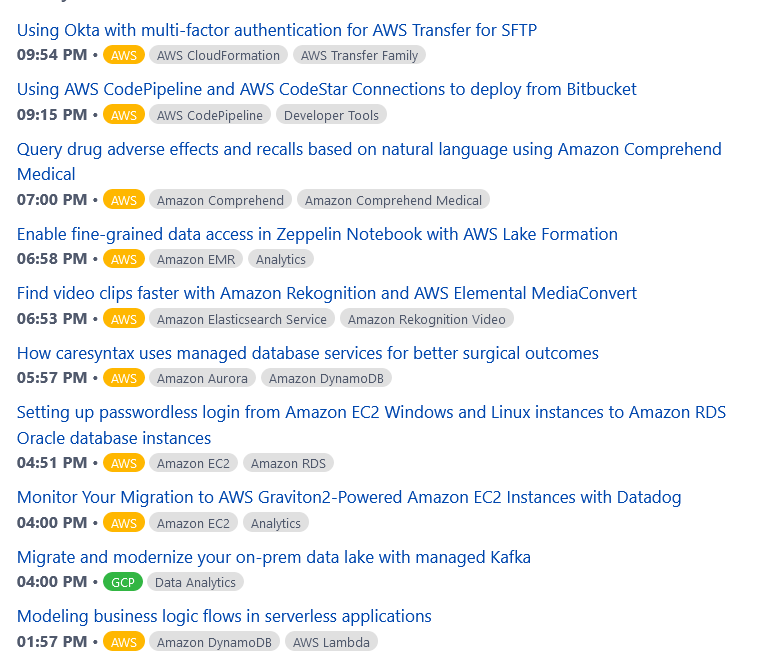 Using Okta with multi-factor authentication for AWS Transfer for SFTP
09:54 PM • AWS AWS CloudFormation AWS Transfer Family
Using AWS CodePipeline and AWS CodeStar Connections to deploy from Bitbucket
09:15 PM • AWS AWS CodePipeline Developer Tools
Query drug adverse effects and recalls based on natural language using Amazon Comprehend
Medical
07:00 PM • AWS Amazon Comprehend Amazon Comprehend Medical
Enable fine-grained data access in Zeppelin Notebook with AWS Lake Formation
06:58 PM • AWS Amazon EMR Analytics
Find video clips faster with Amazon Rekognition and AWS Elemental MediaConvert
06:53 PM • AWS Amazon Elasticsearch Service Amazon Rekognition Video
How caresyntax uses managed database services for better surgical outcomes
05:57 PM • AWS Amazon Aurora Amazon DynamoDB
Setting up passwordless login from Amazon EC2 Windows and Linux instances to Amazon RDS
Oracle database instances
04:51 PM • AWS Amazon EC2 Amazon RDS
Monitor Your Migration to AWS Graviton2-Powered Amazon EC2 Instances with Datadog
04:00 PM • AWS Amazon EC2 Analytics
Migrate and modernize your on-prem data lake with managed Kafka
04:00 PM • GCP Data Analytics
Modeling business logic flows in serverless applications
01:57 PM • AWS Amazon DynamoDB AWS Lambda